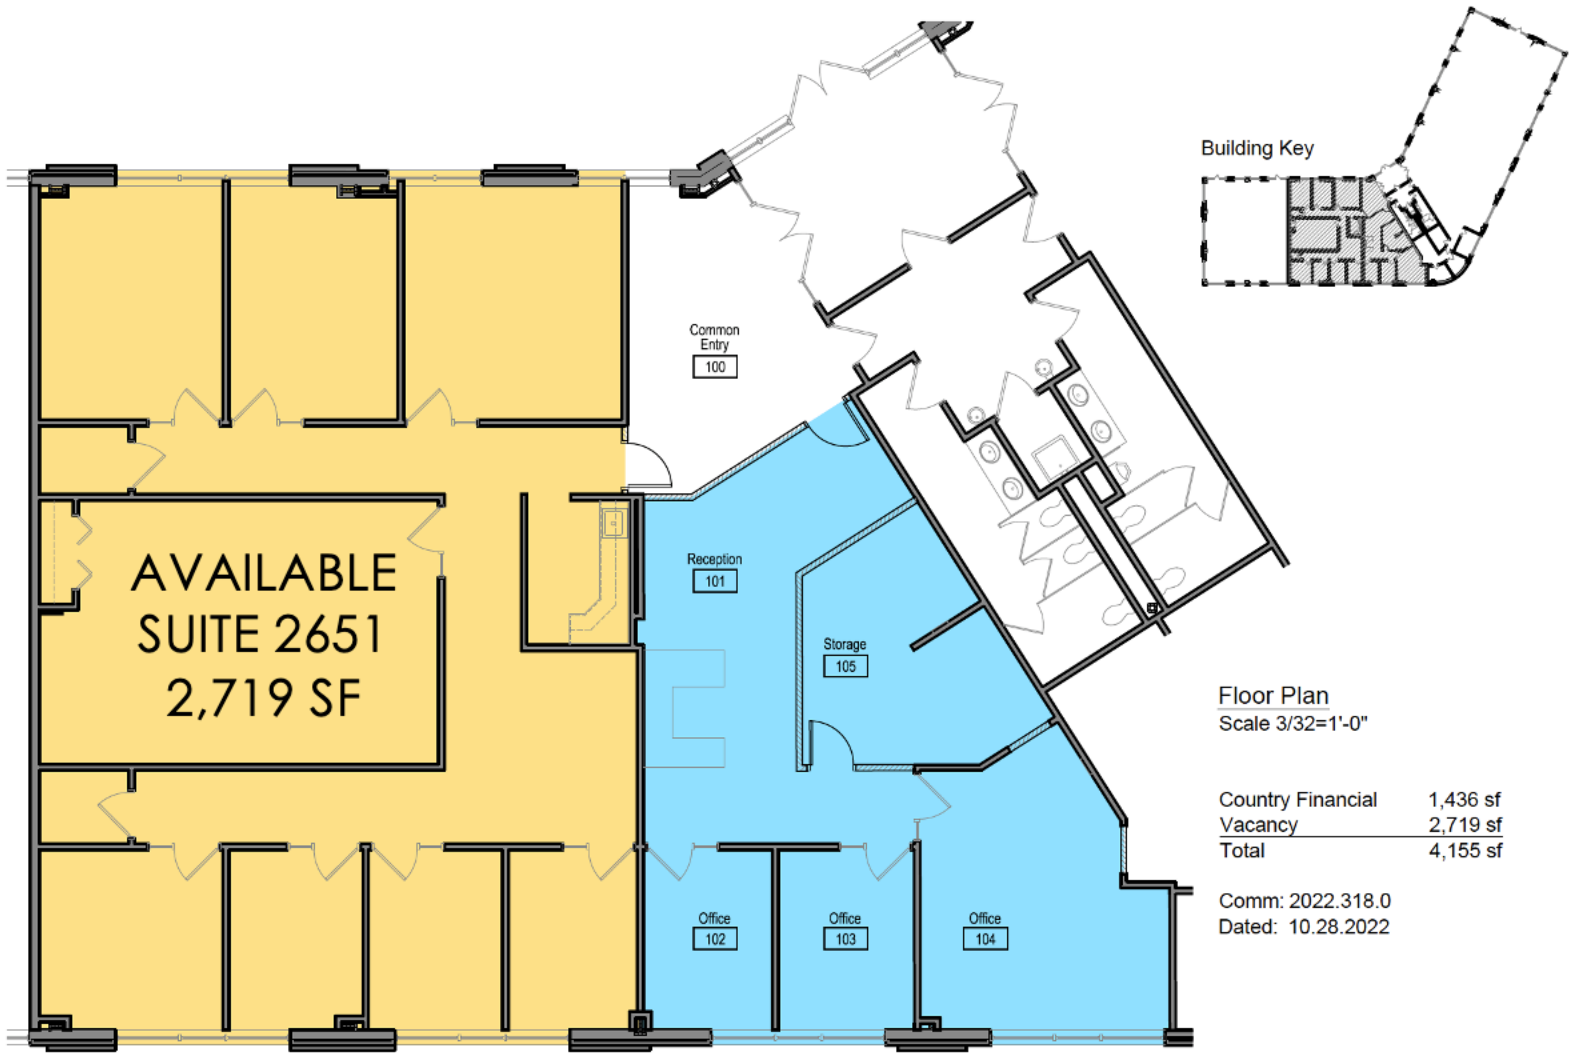 Building Key
Common
Entry
100
Reception
101
AVAILABLE
SUITE 2651
2,719 SF
Storage
105
Floor Plan
Scale 3/32=1'-0"
Country Financial 1,436 sf
Vacancy 2,719 sf
Total 4,155 sf
Comm: 2022.318.0
Dated: 10.28.2022
Office
102
Office
103
Office
104